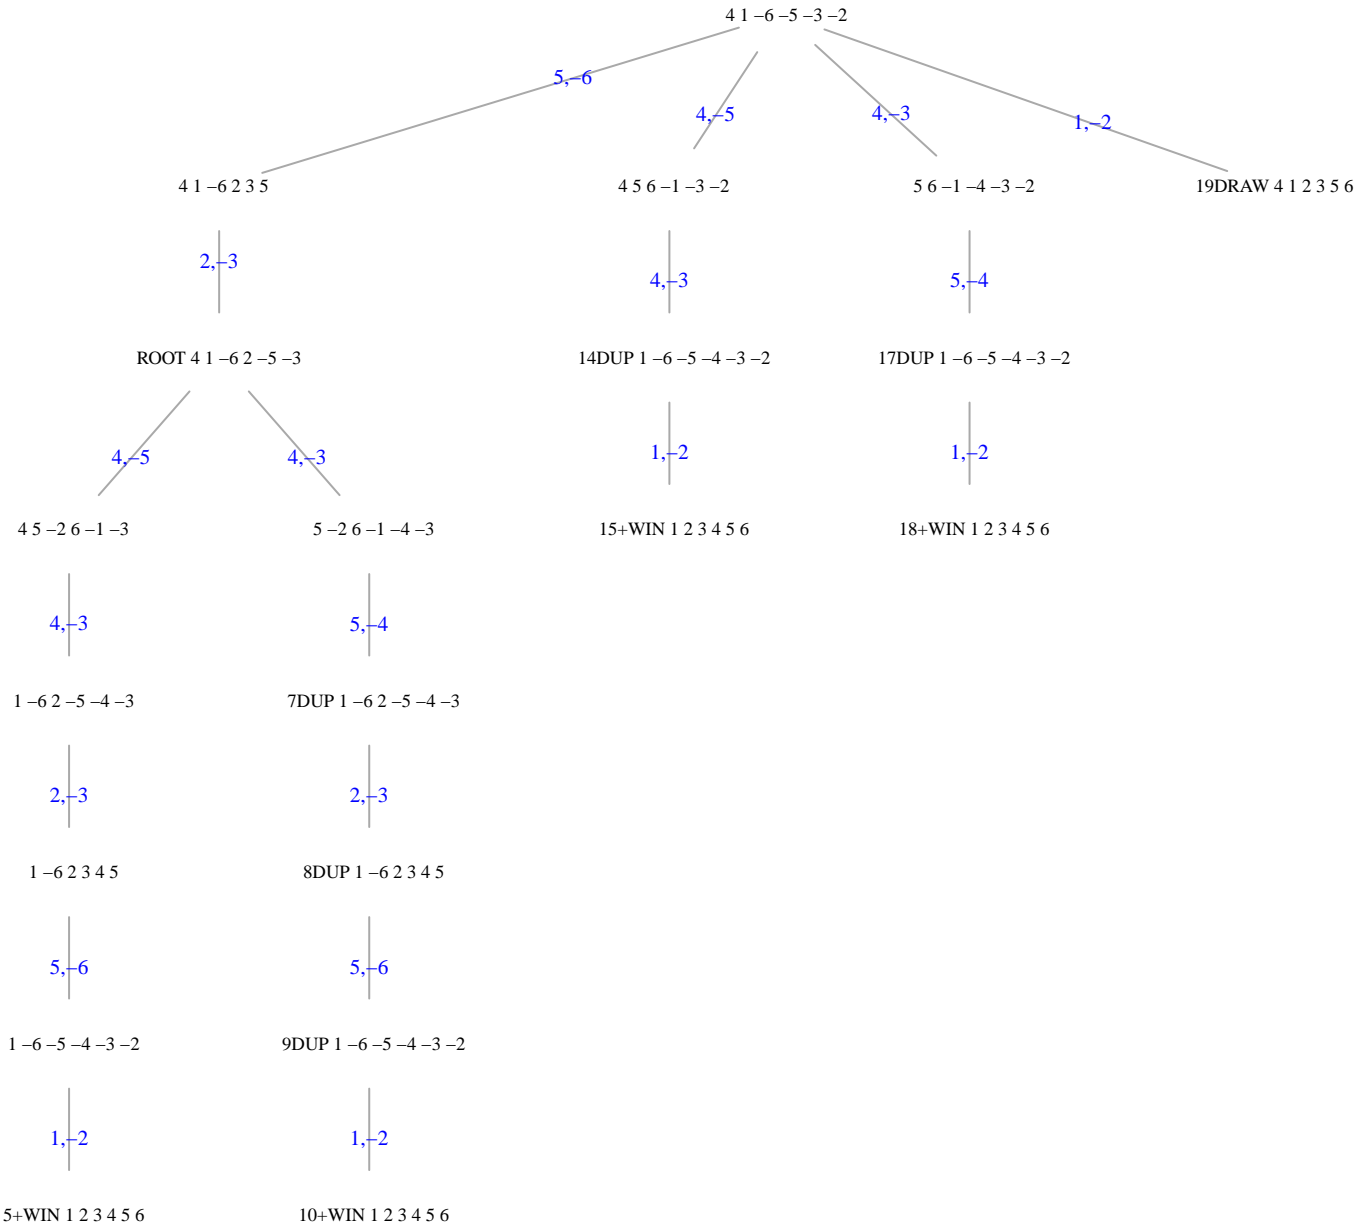 4 1 –6 –5 –3 –2
5,–6
4,–5
4,–3
1,–2
4 1 –6 2 3 5
4 5 6 –1 –3 –2
5 6 –1 –4 –3 –2
19DRAW 4 1 2 3 5 6
2,–3
4,–3
5,–4
ROOT 4 1 –6 2 –5 –3
14DUP 1 –6 –5 –4 –3 –2
17DUP 1 –6 –5 –4 –3 –2
4,–5
4,–3
1,–2
1,–2
4 5 –2 6 –1 –3
5 –2 6 –1 –4 –3
15+WIN 1 2 3 4 5 6
18+WIN 1 2 3 4 5 6
4,–3
5,–4
1 –6 2 –5 –4 –3
7DUP 1 –6 2 –5 –4 –3
2,–3
2,–3
1 –6 2 3 4 5
8DUP 1 –6 2 3 4 5
5,–6
5,–6
1 –6 –5 –4 –3 –2
9DUP 1 –6 –5 –4 –3 –2
1,–2
1,–2
5+WIN 1 2 3 4 5 6
10+WIN 1 2 3 4 5 6